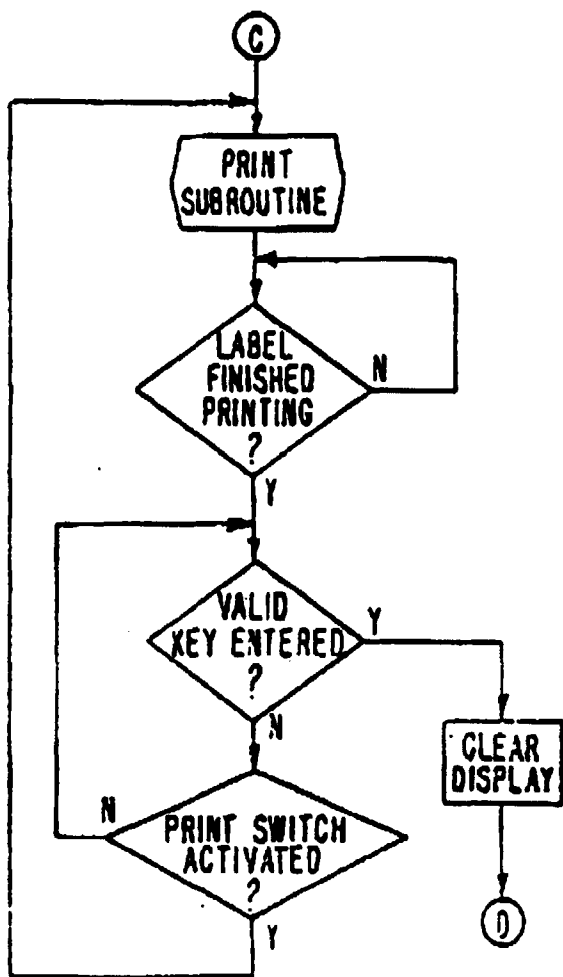 C
PRINT
SUBROUTINE
LABEL
FINISHED
PRINTING
?
N
Y
VALID
KEY ENTERED
?
Y
N
CLEAR
DISPLAY
PRINT SWITCH
ACTIVATED
?
N
Y
D